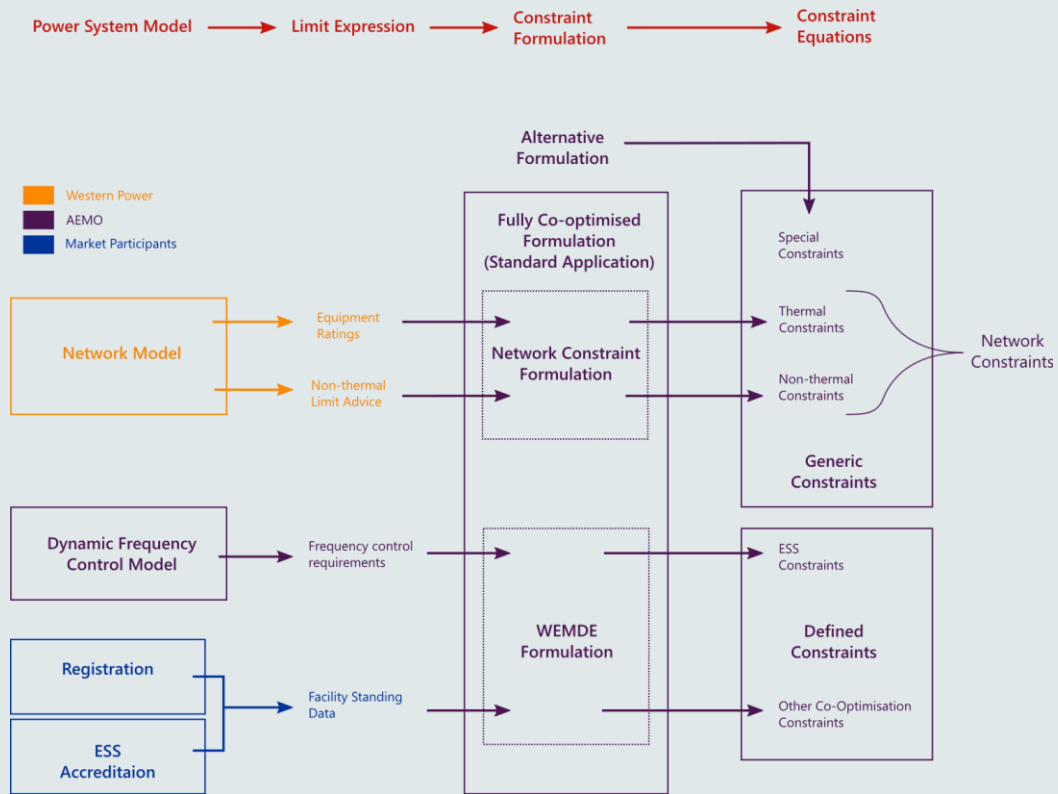 Power System Model
Limit Expression
Constraint
Formulation
Constraint
Equations
Alternative
Formulation
Western Power
AEMO
Market Participants
Fully Co-optimised
Formulation
(Standard Application)
Special
Constraints
Network Model
Equipment
Ratings
Non-thermal
Limit Advice
Network Constraint
Formulation
Thermal
Constraints
Non-thermal
Constraints
Network
Constraints
Generic
Constraints
Dynamic Frequency
Control Model
Frequency control
requirements
ESS
Constraints
WEMDE
Formulation
Defined
Constraints
Registration
ESS
Accreditaion
Facility Standing
Data
Other Co-Optimisation
Constraints